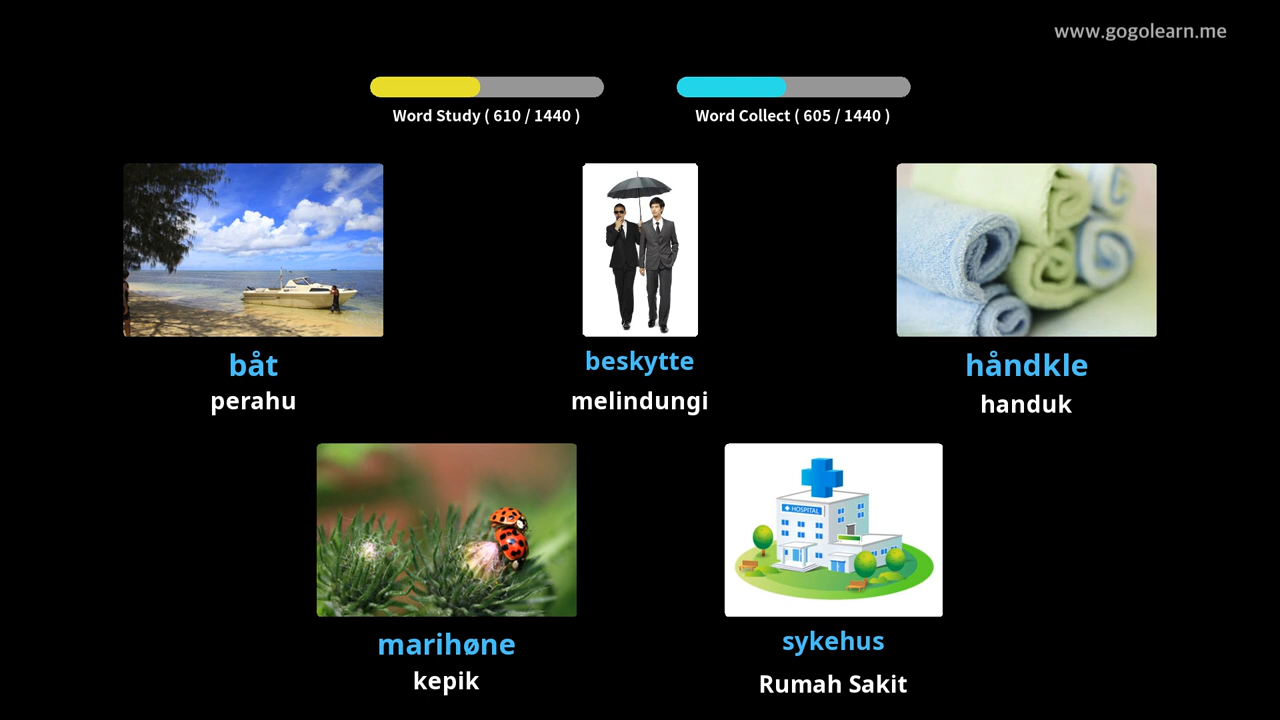 www.gogolearn.me
Word Study ( 610 / 1440 )
Word Collect ( 605 / 1440 )
båt
perahu
beskytte
melindungi
håndkle
handuk
HOSPITAL
marihøne
kepik
sykehus
Rumah Sakit